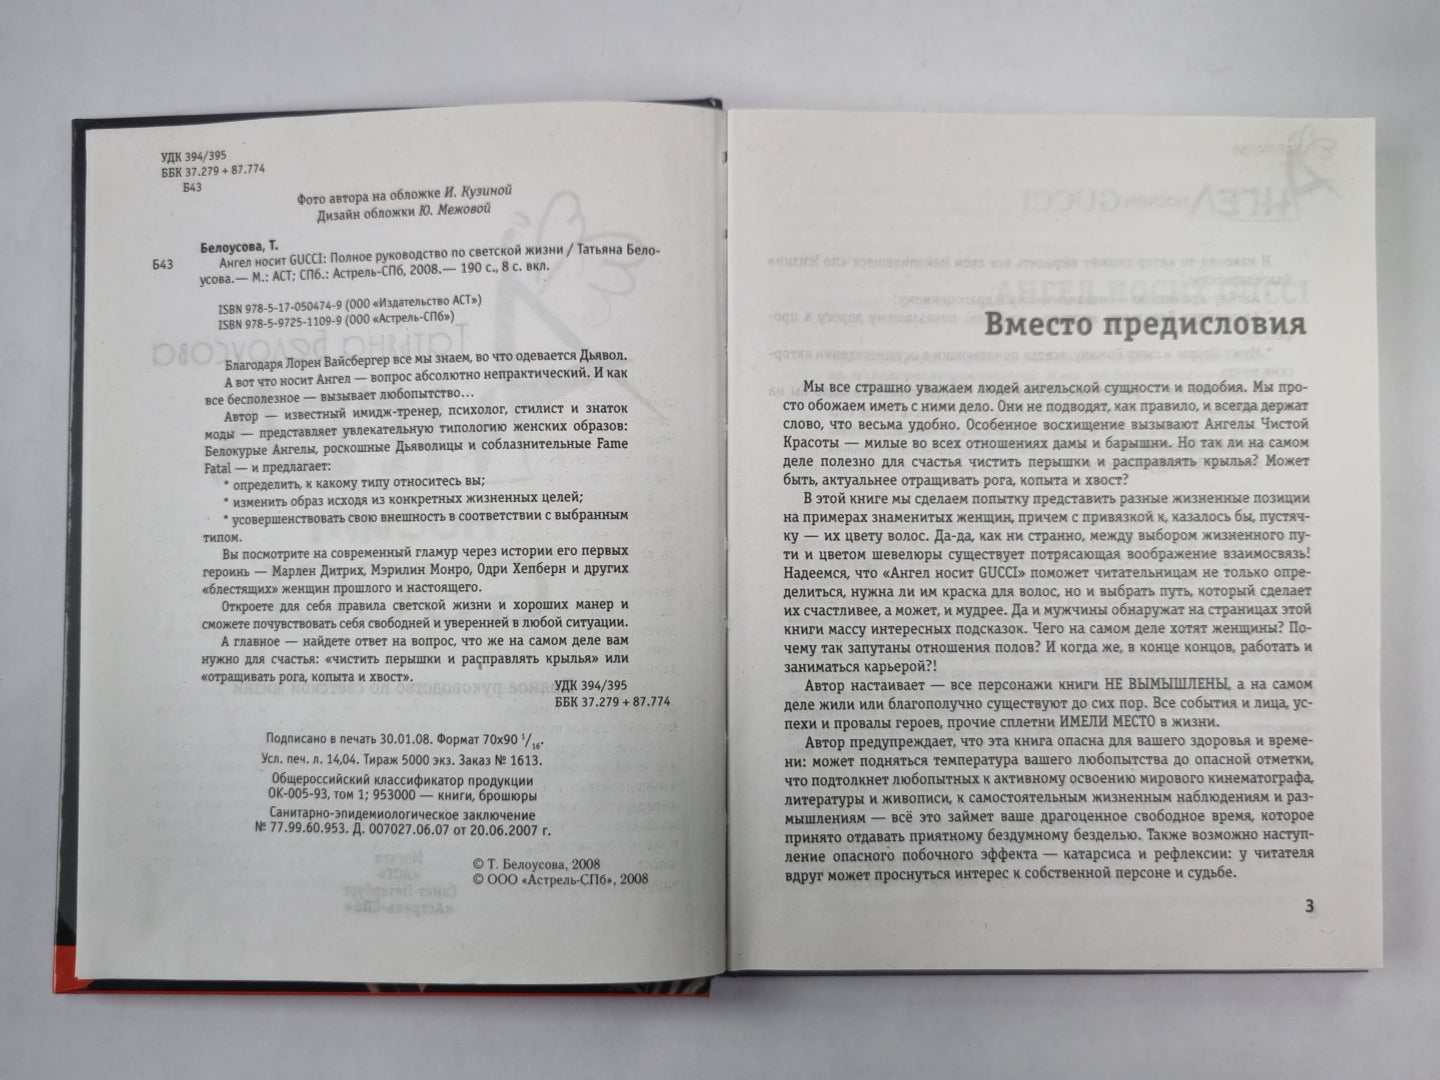 УДК 394/395
ББК 37.279 + 87.774
Б43
Фото автора на обложке И. Кузиной
Дизайн обложки Ю. Межовой
Белоусова, Т.
Б43 Ангел носит GUCCI: Полное руководство по светской жизни / Татьяна Бело-
усова.— М.: АСТ; СПб.: Астрель-СПб, 2008.— 190 с., 8 с. вкл.
ISBN 978-5-17-050474-9 (ООО «Издательство АСТ»)
ISBN 978-5-9725-1109-9 (ООО «Астрель-СПб»)
Благодаря Лорен Вайсбергер все мы знаем, во что одевается Дьявол.
А вот что носит Ангел — вопрос абсолютно непрактический. И как
все бесполезное — вызывает любопытство...
Автор — известный имидж-тренер, психолог, стилист и знаток
моды — представляет увлекательную типологию женских образов:
Белокурые Ангелы, роскошные Дьяволицы и соблазнительные Fame
Fatal — и предлагает:
* определить, к какому типу относитесь вы;
* изменить образ исходя из конкретных жизненных целей;
* усовершенствовать свою внешность в соответствии с выбранным
типом.
Вы посмотрите на современный гламур через истории его первых
героинь — Марлен Дитрих, Мэрилин Монро, Одри Хепберн и других
«блестящих» женщин прошлого и настоящего.
Откроете для себя правила светской жизни и хороших манер и
сможете почувствовать себя свободней и уверенней в любой ситуации.
А главное — найдете ответ на вопрос, что же на самом деле вам
нужно для счастья: «чистить перышки и расправлять крылья» или
«отращивать рога, копыта и хвост».
УДК 394/395
ББК 37.279 + 87.774
Подписано в печать 30.01.08. Формат 70х90 1/16.
Усл. печ. л. 14,04. Тираж 5000 экз. Заказ № 1613.
Общероссийский классификатор продукции
ОК-005-93, том 1; 953000 — книги, брошюры
Санитарно-эпидемиологическое заключение
№ 77.99.60.953. Д. 007027.06.07 от 20.06.2007 г.
© Т. Белоусова, 2008
© ООО «Астрель-СПб», 2008
Вместо предисловия
Мы все страшно уважаем людей ангельской сущности и подобия. Мы про-
сто обожаем иметь с ними дело. Они не подводят, как правило, и всегда держат
слово, что весьма удобно. Особенное восхищение вызывают Ангелы Чистой
Красоты — милые во всех отношениях дамы и барышни. Но так ли на самом
деле полезно для счастья чистить перышки и расправлять крылья? Может
быть, актуальнее отращивать рога, копыта и хвост?
В этой книге мы сделаем попытку представить разные жизненные позиции
на примерах знаменитых женщин, причем с привязкой к, казалось бы, пустяч-
ку — их цвету волос. Да-да, как ни странно, между выбором жизненного пу-
ти и цветом шевелюры существует потрясающая воображение взаимосвязь!
Надеемся, что «Ангел носит GUCCI» поможет читательницам не только опре-
делиться, нужна ли им краска для волос, но и выбрать путь, который сделает
их счастливее, а может, и мудрее. Да и мужчины обнаружат на страницах этой
книги массу интересных подсказок. Чего на самом деле хотят женщины? По-
чему так запутаны отношения полов? И когда же, в конце концов, работать и
заниматься карьерой?!
Автор настаивает — все персонажи книги НЕ ВЫМЫШЛЕНЫ, а на самом
деле жили или благополучно существуют до сих пор. Все события и лица, ус-
пехи и провалы героев, прочие сплетни ИМЕЛИ МЕСТО в жизни.
Автор предупреждает, что эта книга опасна для вашего здоровья и време-
ни: может подняться температура вашего любопытства до опасной отметки,
что подтолкнет любопытных к активному освоению мирового кинематографа,
литературы и живописи, к самостоятельным жизненным наблюдениям и раз-
мышлениям — всё это займет ваше драгоценное свободное время, которое
принято отдавать приятному бездумному безделью. Также возможно наступ-
ление опасного побочного эффекта — катарсиса и рефлексии: у читателя
вдруг может проснуться интерес к собственной персоне и судьбе.
3